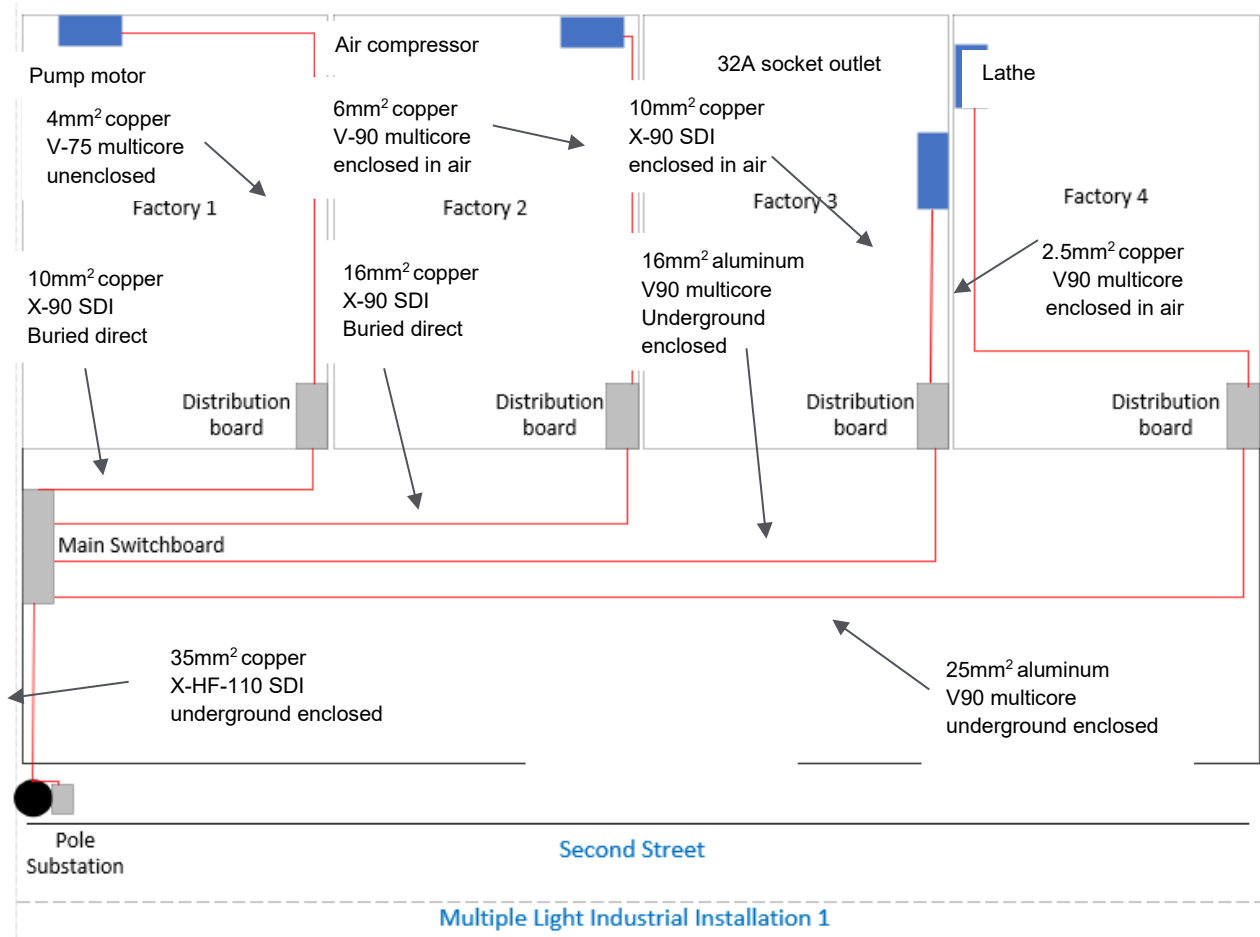 Pump motor
4mm² copper
V-75 multicore
unenclosed
Factory 1
Air compressor
6mm² copper
V-90 multicore
enclosed in air
Factory 2
32A socket outlet
10mm² copper
X-90 SDI
enclosed in air
Factory 3
Lathe
Factory 4
2.5mm² copper
V90 multicore
enclosed in air
10mm² copper
X-90 SDI
Buried direct
16mm² copper
X-90 SDI
Buried direct
16mm² aluminum
V90 multicore
Underground
enclosed
Distribution
board
Distribution
board
Distribution
board
Distribution
board
Main Switchboard
35mm² copper
X-HF-110 SDI
underground enclosed
25mm² aluminum
V90 multicore
underground enclosed
Pole
Substation
Second Street
Multiple Light Industrial Installation 1